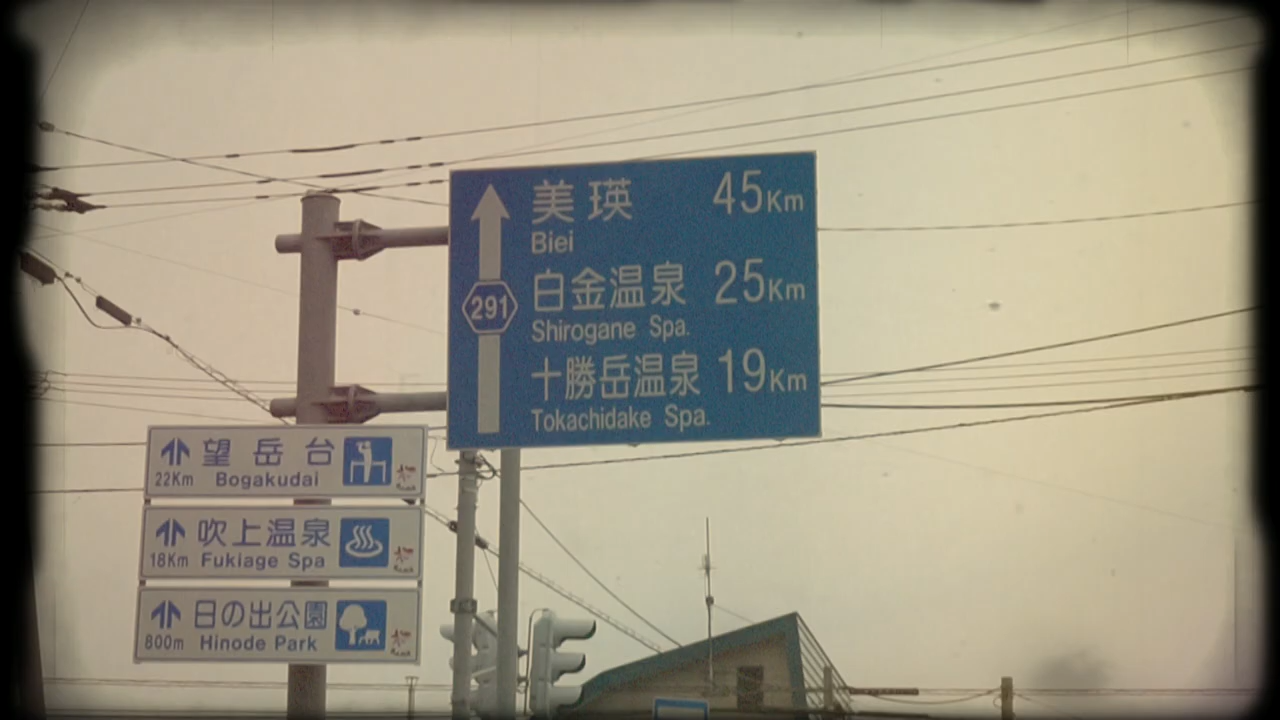 美瑛 45Km
Biei
291
白金温泉 25Km
Shirogane Spa.
十勝岳温泉 19Km
Tokachidake Spa.
望岳台
22Km Bogakudai
吹上温泉
18Km Fukiage Spa
日の出公園
800m Hinode Park